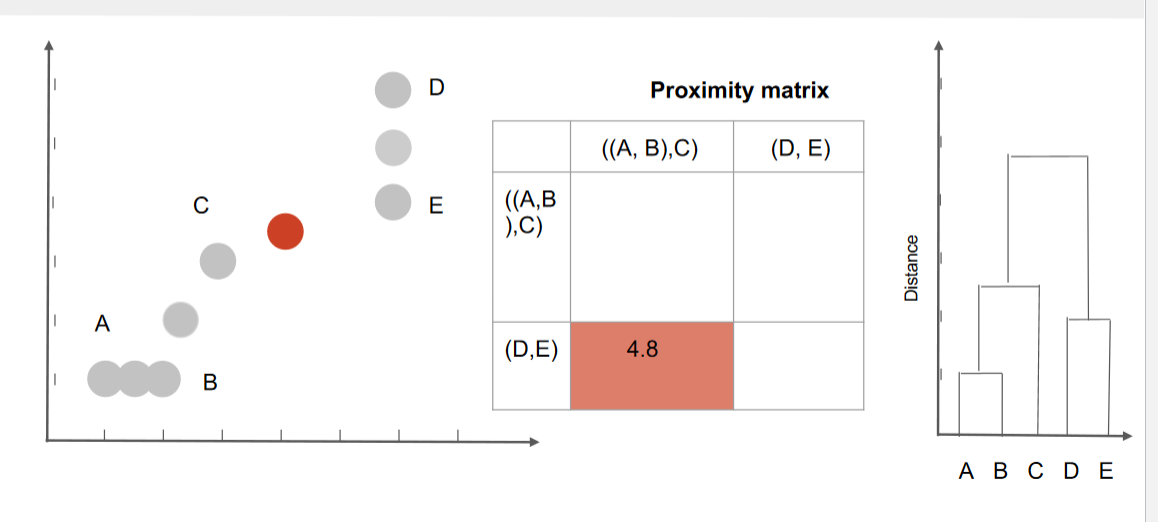 D
C
E
A
B
Proximity matrix
((A, B),C) (D, E)
((A,B
),C)
(D,E) 4.8
Distance
A B C D E